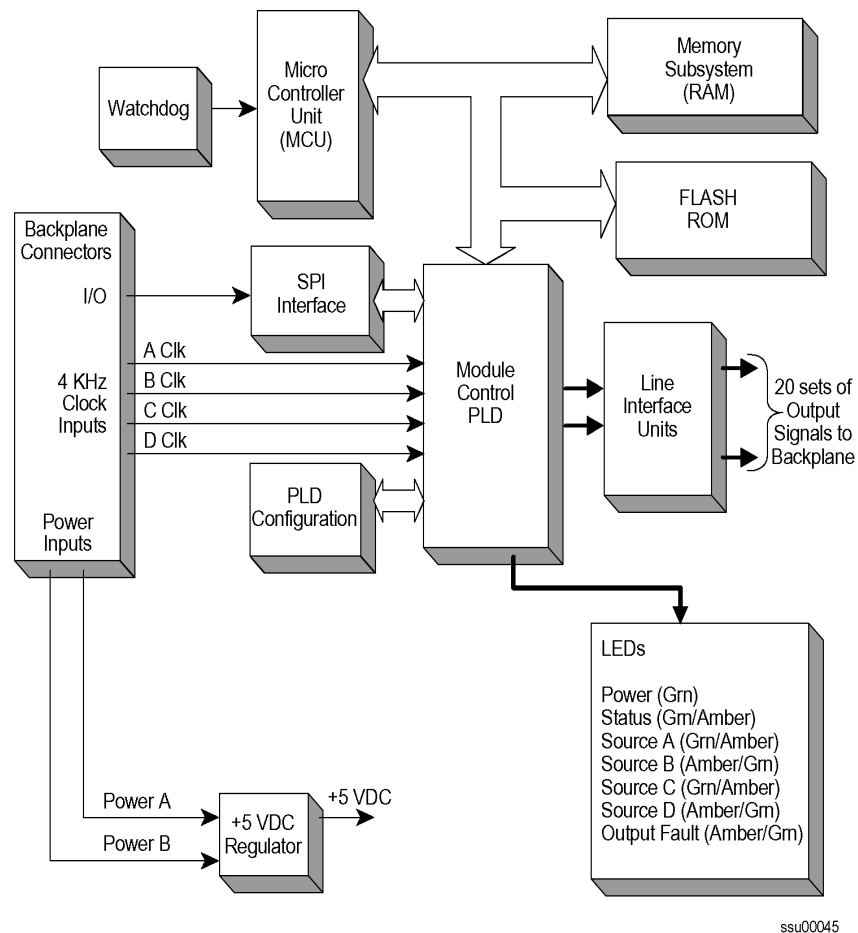 Micro
Controller
Unit
(MCU)
Memory
Subsystem
(RAM)
Watchdog
FLASH
ROM
Backplane
Connectors
I/O
SPI
Interface
A Clk
B Clk
C Clk
D Clk
4 KHz
Clock
Inputs
Module
Control
PLD
Line
Interface
Units
20 sets of
Output
Signals to
Backplane
PLD
Configuration
Power
Inputs
LEDs
Power (Grn)
Status (Grn/Amber)
Source A (Grn/Amber)
Source B (Amber/Grn)
Source C (Grn/Amber)
Source D (Amber/Grn)
Output Fault (Amber/Grn)
Power A
Power B
+5 VDC
Regulator
+5 VDC
ssu00045